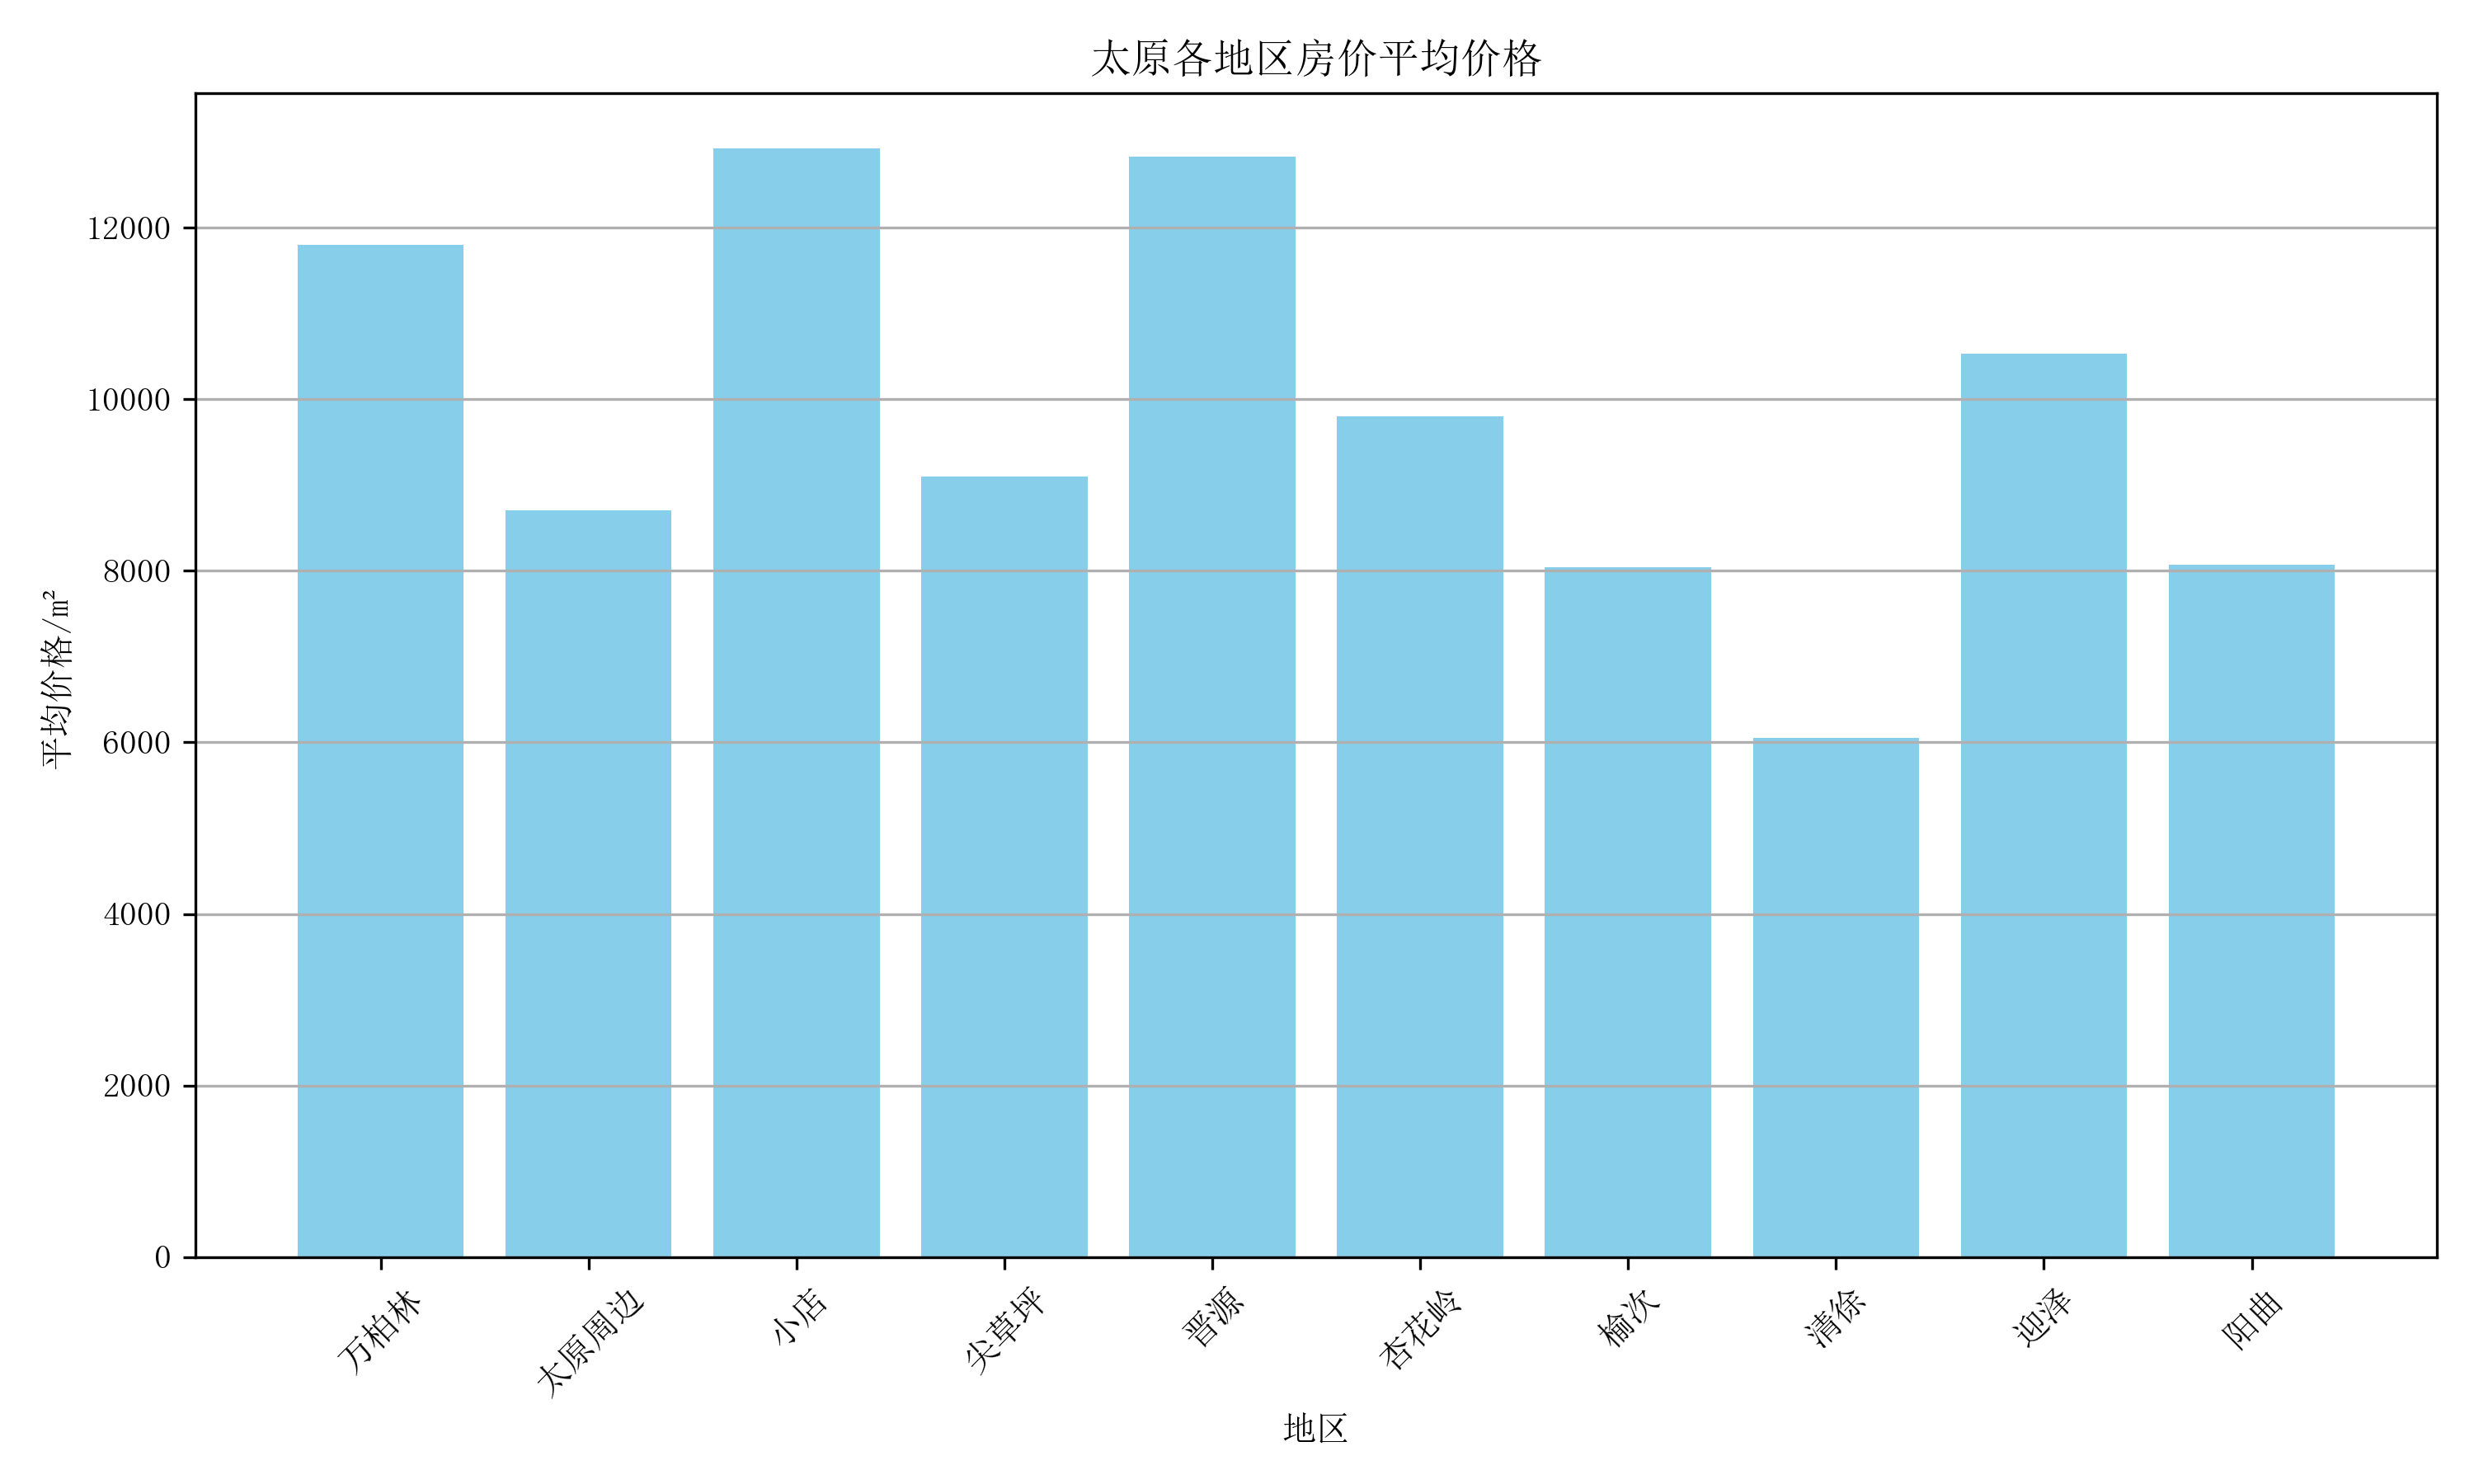 太原各地区房价平均价格
平均价格/m²
12000
10000
8000
6000
4000
2000
0
万柏林
太原周边
小店
尖草坪
晋源
杏花岭
榆次
清徐
迎泽
阳曲
地区